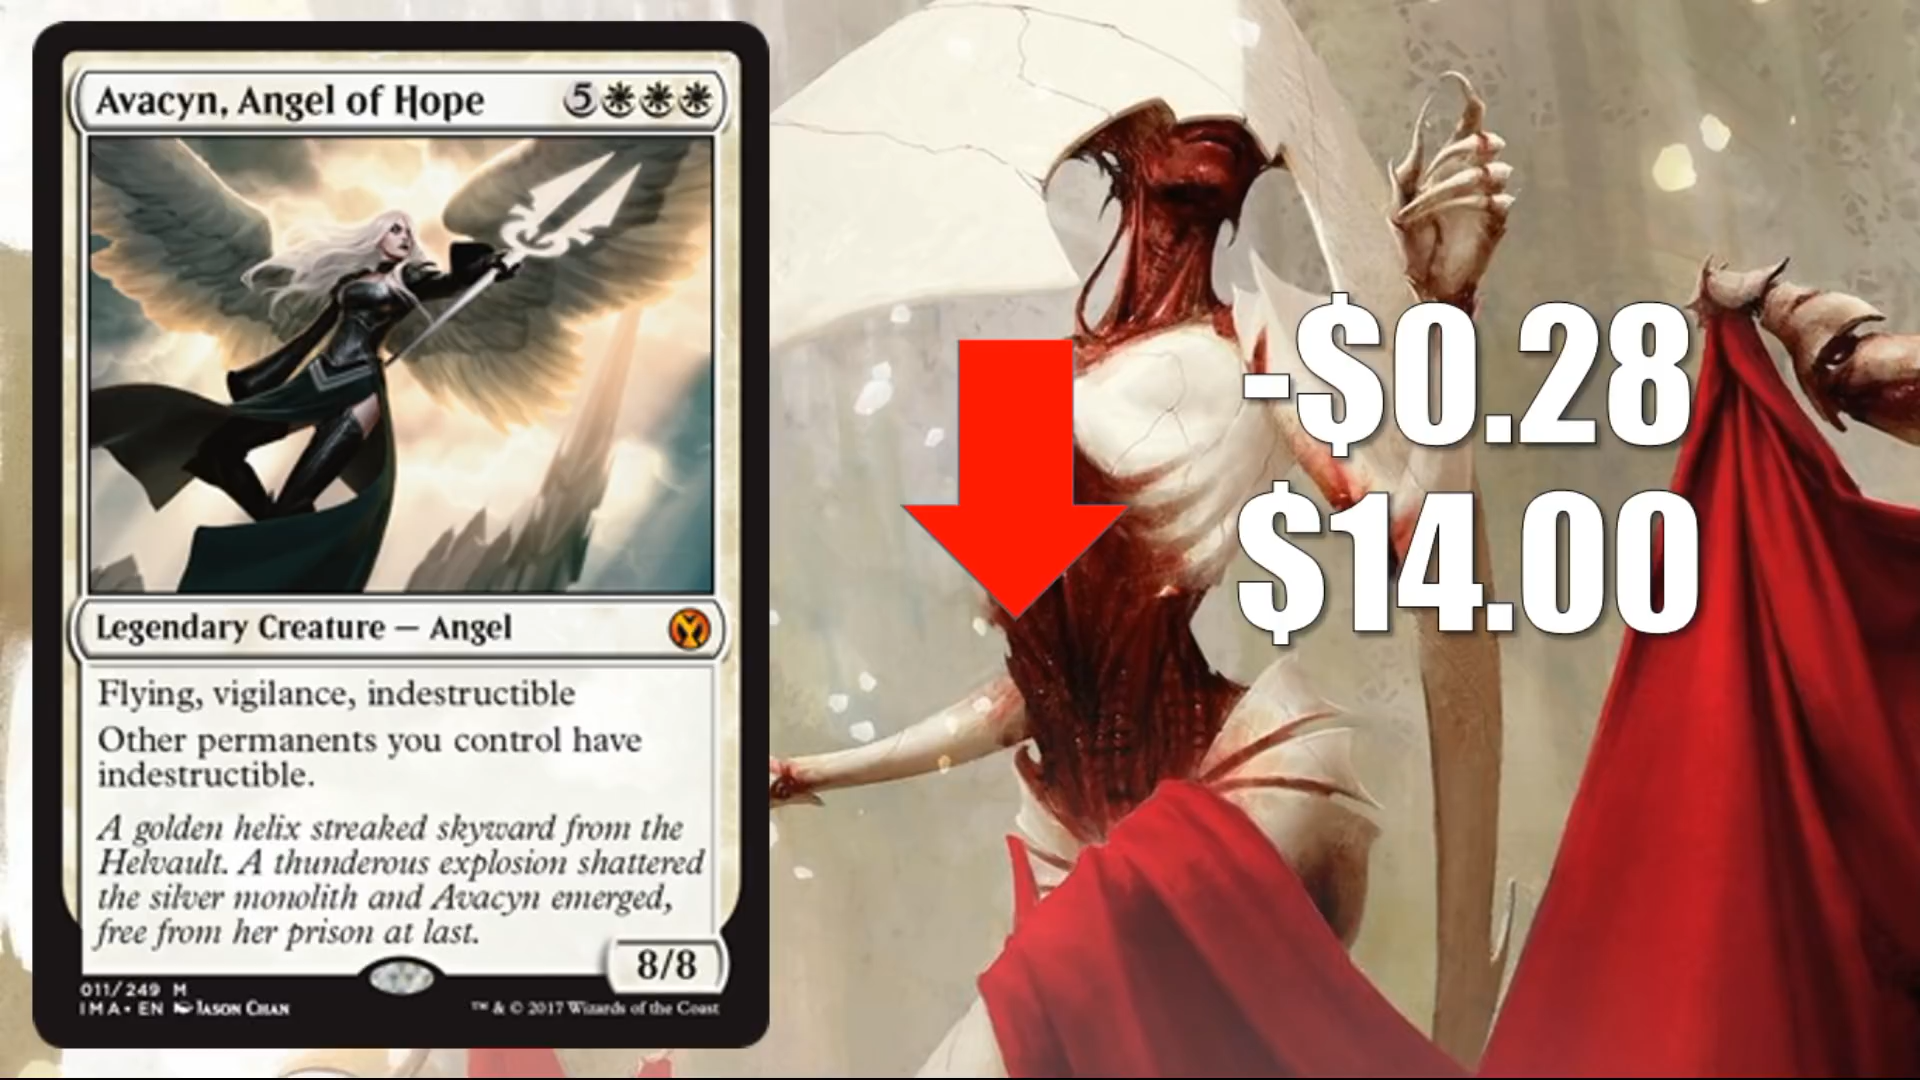 Avacyn, Angel of Hope 5
Legendary Creature — Angel
Flying, vigilance, indestructible
Other permanents you control have
indestructible.
A golden helix streaked skyward from the
Helvault. A thunderous explosion shattered
the silver monolith and Avacyn emerged,
free from her prison at last.
8/8
011/249 M
IMA • EN Jason Chan
™ & © 2017 Wizards of the Coast
-$0.28
$14.00